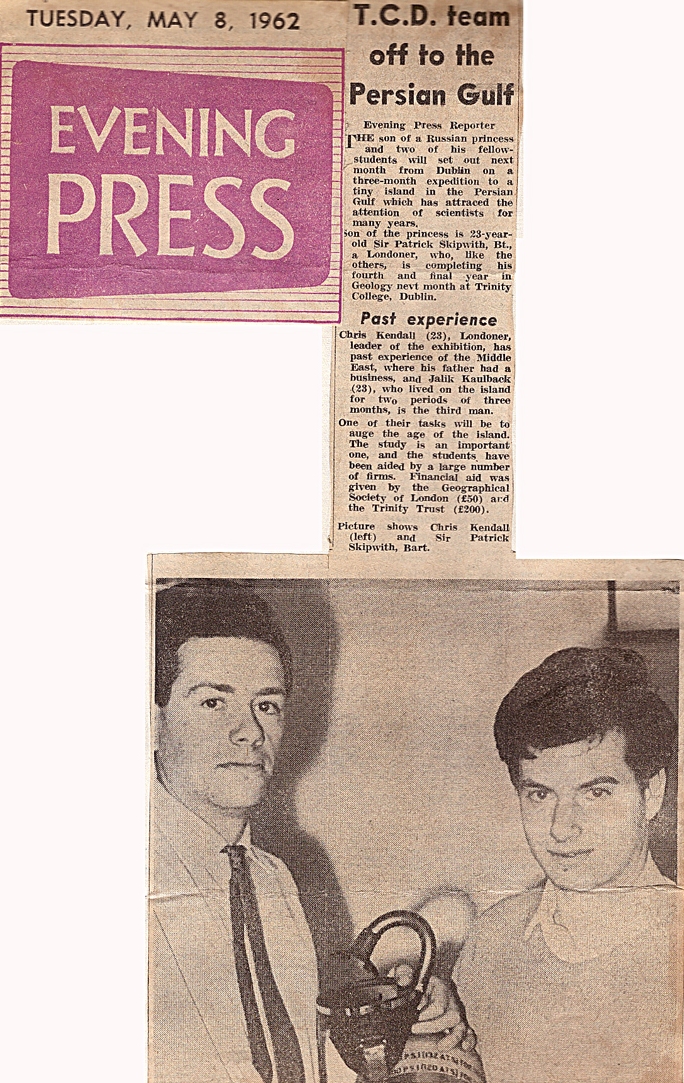 TUESDAY, MAY 8, 1962
EVENING
PRESS
T.C.D. team
off to the
Persian Gulf
Evening Press Reporter
THE son of a Russian princess
and two of his fellow-
students will set out next
month from Dublin on a
three-month expedition to a
tiny island in the Persian
Gulf which has attraced the
attention of scientists for
many years.
Son of the princess is 23-year-
old Sir Patrick Skipwith, Bt.,
a Londoner, who, like the
others, is completing his
fourth and final year in
Geology nevt month at Trinity
College, Dublin.
Past experience
Chris Kendall (23), Londoner,
leader of the exhibition, has
past experience of the Middle
East, where his father had a
business, and Jalik Kaulback
(23), who lived on the island
for two periods of three
months, is the third man.
One of their tasks will be to
auge the age of the island.
The study is an important
one, and the students have
been aided by a large number
of firms. Financial aid was
given by the Geographical
Society of London (£50) and
the Trinity Trust (£200).
Picture shows Chris Kendall
(left) and Sir Patrick
Skipwith, Bart.
P.S.I (132 A.T.S)
P.S.I (120 A.T.S)